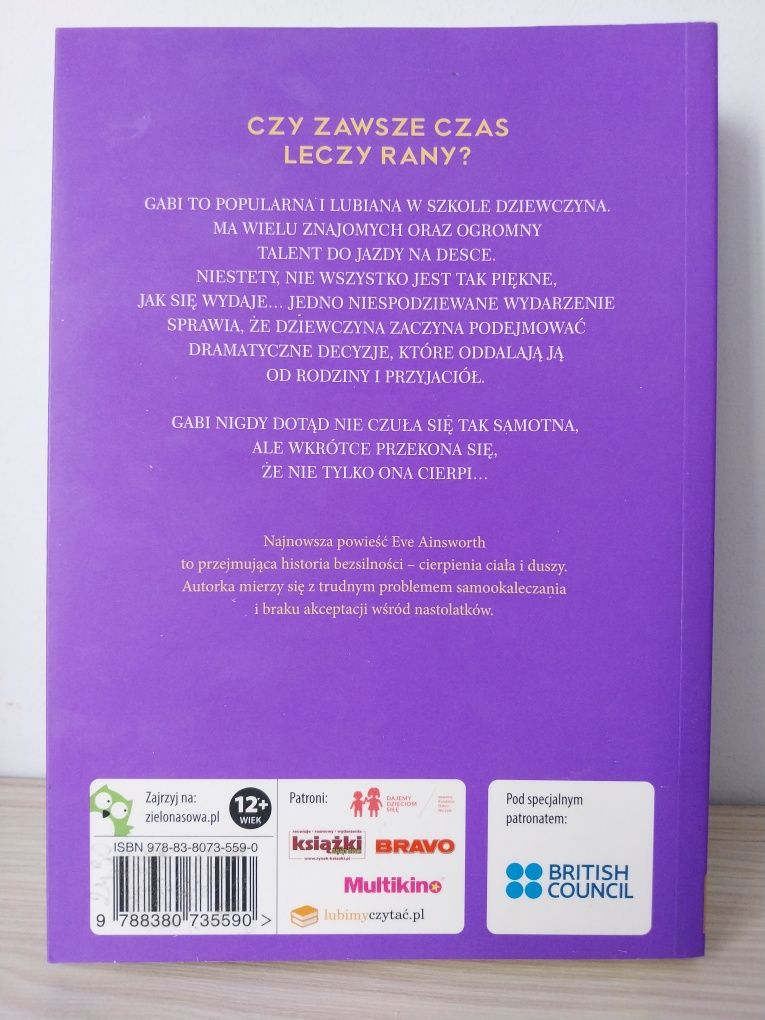 CZY ZAWSZE CZAS
LECZY RANY?
GABI TO POPULARNA I LUBIANA W SZKOLE DZIEWCZYNA.
MA WIELU ZNAJOMYCH ORAZ OGROMNY
TALENT DO JAZDY NA DESCE.
NIESTETY, NIE WSZYSTKO JEST TAK PIĘKNE,
JAK SIĘ WYDAJE... JEDNO NIESPODZIEWANE WYDARZENIE
SPRAWIA, ŻE DZIEWCZYNA ZACZYNA PODEJMOWAĆ
DRAMATYCZNE DECYZJE, KTÓRE ODDALAJĄ JĄ
OD RODZINY I PRZYJACIÓŁ.
GABI NIGDY DOTĄD NIE CZUŁA SIĘ TAK SAMOTNA,
ALE WKRÓTCE PRZEKONA SIĘ,
ŻE NIE TYLKO ONA CIERPI...
Najnowsza powieść Eve Ainsworth
to przejmująca historia bezsilności – cierpienia ciała i duszy.
Autorka mierzy się z trudnym problemem samookaleczania
i braku akceptacji wśród nastolatków.
Zajrzyj na:
zielonasowa.pl
12+
WIEK
ISBN 978-83-8073-559-0
9 788380 735590 >
Patroni:
DAJEMY
DZIECIOM
SIŁĘ
książki
www.rynek-ksiazki.pl
BRAVO
Multikino
lubimyczytać.pl
Pod specjalnym
patronatem:
BRITISH
COUNCIL